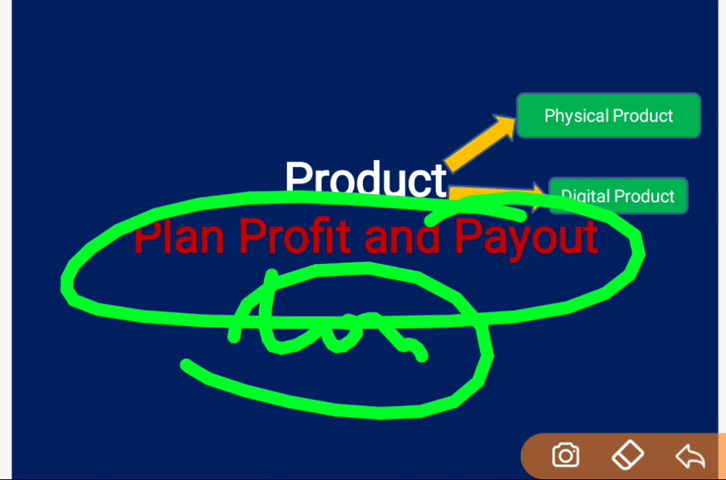 Physical Product
Product
Digital Product
Plan Profit and Payout